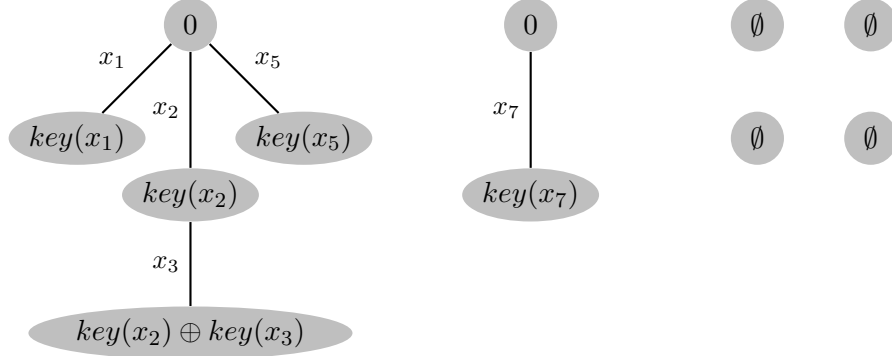 0 0 ∅ ∅
x₁ x₂ x₅ x₇
key(x₁) key(x₅) ∅ ∅
key(x₂) key(x₇)
x₃
key(x₂) ⊕ key(x₃)